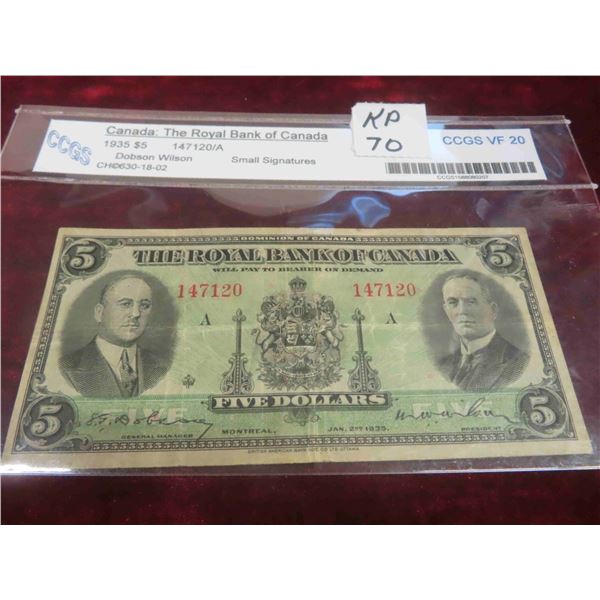 CCGS
Canada: The Royal Bank of Canada
1935 $5 147120/A
Dobson Wilson Small Signatures
CH©630-18-02
KP
70
CCGS VF 20
DOMINION OF CANADA
5 THE ROYAL BANK OF CANADA 5
WILL PAY TO BEARER ON DEMAND
147120 147120
A A
FIVE DOLLARS
5 5
GENERAL MANAGER MONTREAL, JAN. 2ND 1935. PRESIDENT